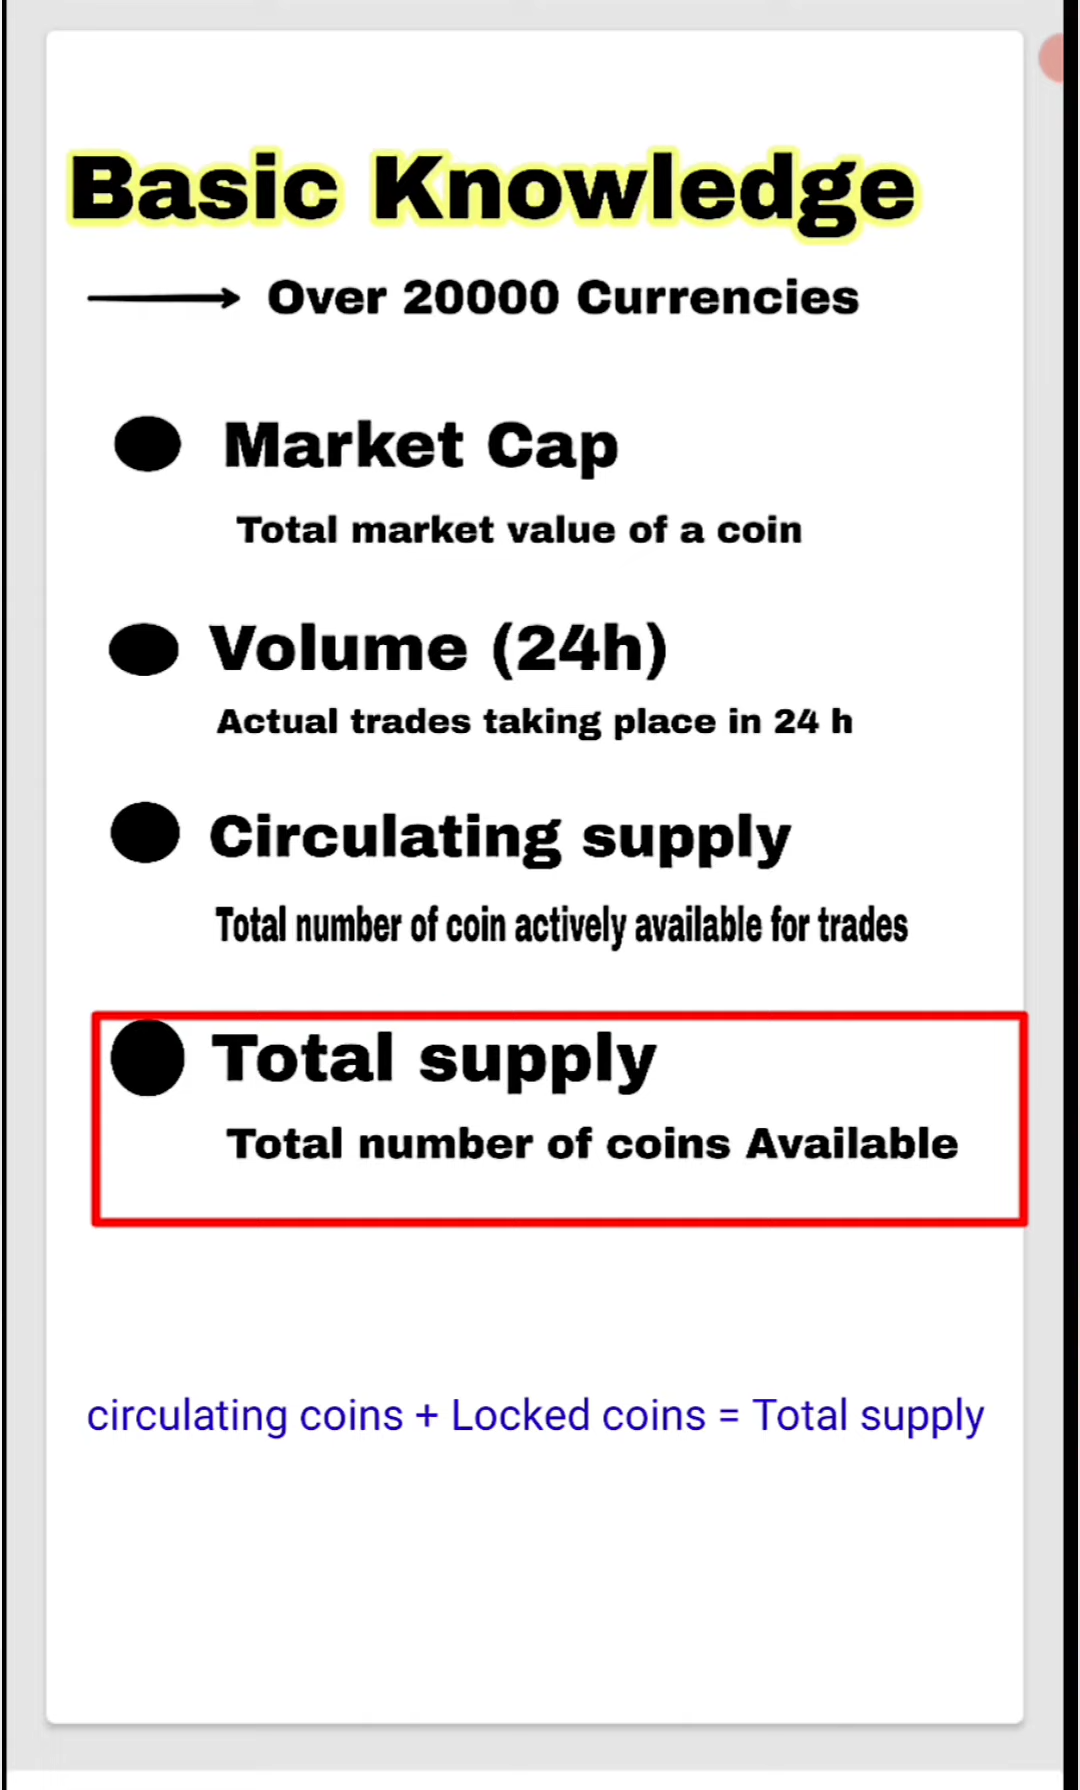 Basic Knowledge
Over 20000 Currencies
Market Cap
Total market value of a coin
Volume (24h)
Actual trades taking place in 24 h
Circulating supply
Total number of coin actively available for trades
Total supply
Total number of coins Available
circulating coins + Locked coins = Total supply